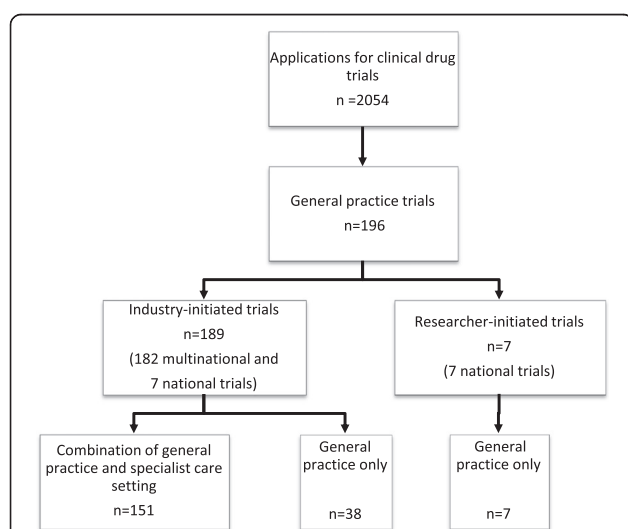 Applications for clinical drug
trials
n =2054
General practice trials
n=196
Industry-initiated trials
n=189
(182 multinational and
7 national trials)
Researcher-initiated trials
n=7
(7 national trials)
Combination of general
practice and specialist care
setting
n=151
General
practice only
n=38
General
practice only
n=7